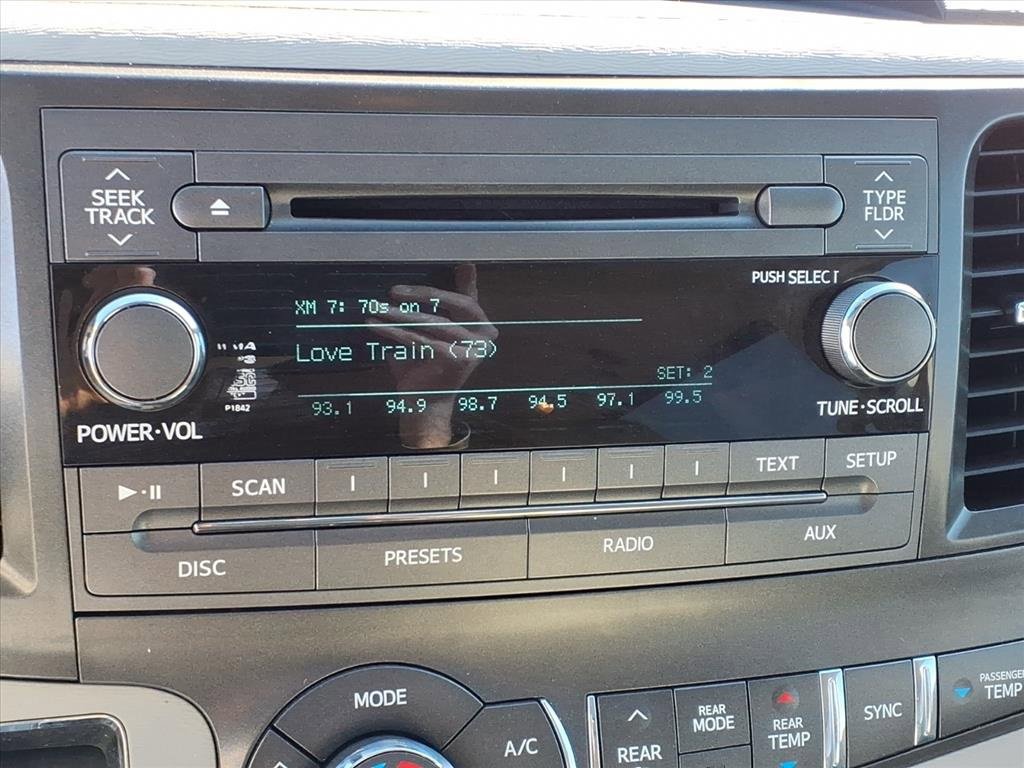 SEEK
TRACK
TYPE
FLDR
PUSH SELECT
XM 7: 70s on 7
Love Train (73)
SET: 2
93.1 94.9 98.7 94.5 97.1 99.5
P1842
POWER·VOL
TUNE·SCROLL
SCAN
TEXT
SETUP
DISC
PRESETS
RADIO
AUX
MODE
A/C
REAR
REAR
MODE
REAR
TEMP
SYNC
PASSENGER
TEMP